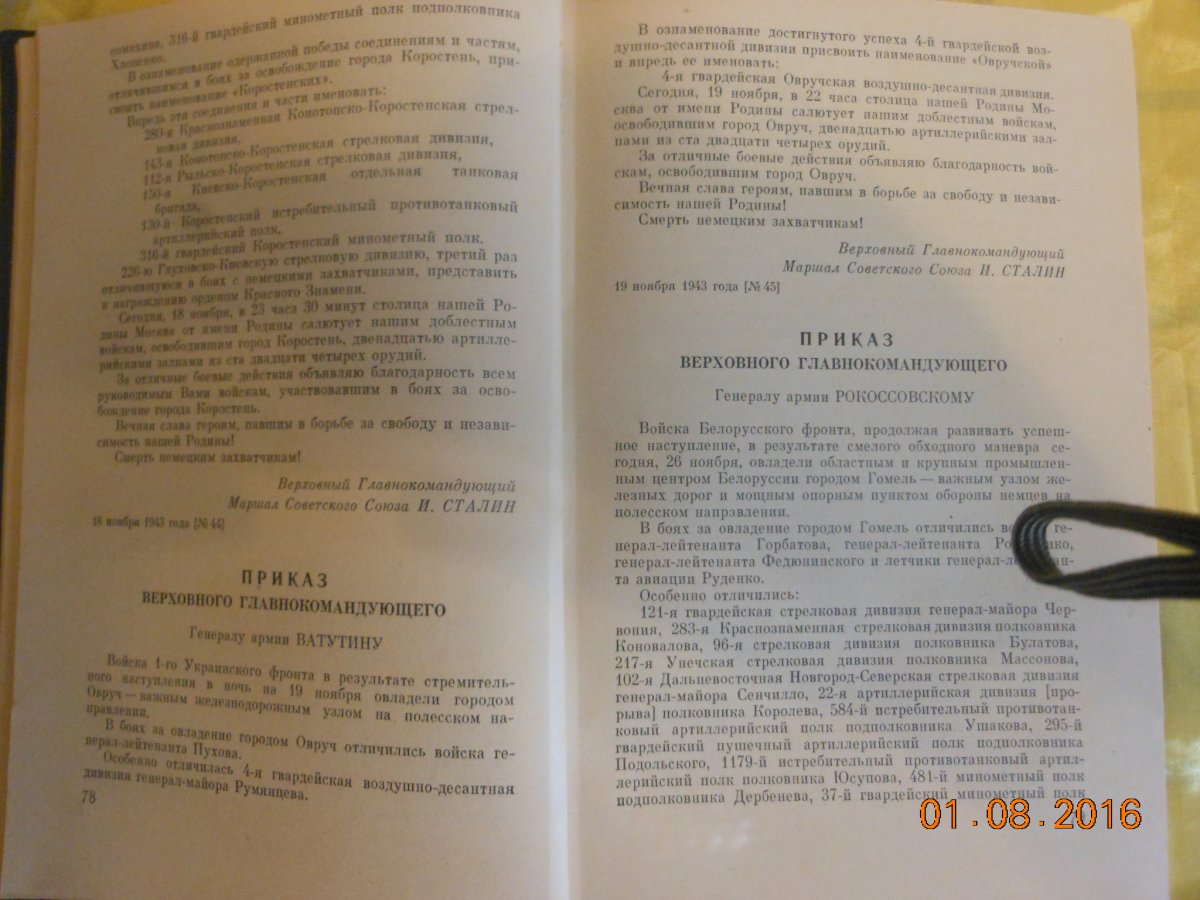 сомахина, 316-й гвардейский минометный полк подполковника
Хлопенко.
В ознаменование одержанной победы соединениям и частям,
отличившимся в боях за освобождение города Коростень, при-
своить наименование «Коростенских».
Впредь эти соединения и части именовать:
280-я Краснознаменная Конотопско-Коростенская стрел-
ковая дивизия,
143-я Конотопско-Коростенская стрелковая дивизия,
112-я Рыльско-Коростенская стрелковая дивизия,
150-я Киевско-Коростенская отдельная танковая
бригада,
130-й Коростенский истребительный противотанковый
артиллерийский полк,
316-й гвардейский Коростенский минометный полк.
226-ю Глуховско-Киевскую стрелковую дивизию, третий раз
отличившуюся в боях с немецкими захватчиками, представить
к награждению орденом Красного Знамени.
Сегодня, 18 ноября, в 23 часа 30 минут столица нашей Ро-
дины Москва от имени Родины салютует нашим доблестным
войскам, освободившим город Коростень, двенадцатью артилле-
рийскими залпами из ста двадцати четырех орудий.
За отличные боевые действия объявляю благодарность всем
руководимым Вами войскам, участвовавшим в боях за осво-
бождение города Коростень.
Вечная слава героям, павшим в борьбе за свободу и незави-
симость нашей Родины!
Смерть немецким захватчикам!
Верховный Главнокомандующий
Маршал Советского Союза И. СТАЛИН
18 ноября 1943 года [№ 44]
ПРИКАЗ
ВЕРХОВНОГО ГЛАВНОКОМАНДУЮЩЕГО
Генералу армии ВАТУТИНУ
Войска 1-го Украинского фронта в результате стремитель-
ного наступления в ночь на 19 ноября овладели городом
Овруч — важным железнодорожным узлом на полесском на-
правлении.
В боях за овладение городом Овруч отличились войска ге-
нерал-лейтенанта Пухова.
Особенно отличилась 4-я гвардейская воздушно-десантная
дивизия генерал-майора Румянцева.
78
В ознаменование достигнутого успеха 4-й гвардейской воз-
душно-десантной дивизии присвоить наименование «Овручской»
и впредь ее именовать:
4-я гвардейская Овручская воздушно-десантная дивизия.
Сегодня, 19 ноября, в 22 часа столица нашей Родины Мо-
сква от имени Родины салютует нашим доблестным войскам,
освободившим город Овруч, двенадцатью артиллерийскими зал-
пами из ста двадцати четырех орудий.
За отличные боевые действия объявляю благодарность вой-
скам, освободившим город Овруч.
Вечная слава героям, павшим в борьбе за свободу и незави-
симость нашей Родины!
Смерть немецким захватчикам!
Верховный Главнокомандующий
Маршал Советского Союза И. СТАЛИН
19 ноября 1943 года [№ 45]
ПРИКАЗ
ВЕРХОВНОГО ГЛАВНОКОМАНДУЮЩЕГО
Генералу армии РОКОССОВСКОМУ
Войска Белорусского фронта, продолжая развивать успеш-
ное наступление, в результате смелого обходного маневра се-
годня, 26 ноября, овладели областным и крупным промышлен-
ным центром Белоруссии городом Гомель — важным узлом же-
лезных дорог и мощным опорным пунктом обороны немцев на
полесском направлении.
В боях за овладение городом Гомель отличились ге-
нерал-лейтенанта Горбатова, генерал-лейтенанта
генерал-лейтенанта Федюнинского и летчики
та авиации Руденко.
Особенно отличились:
121-я гвардейская стрелковая дивизия генерал-майора Чер-
вония, 283-я Краснознаменная стрелковая дивизия полковника
Коновалова, 96-я стрелковая дивизия полковника Булатова,
217-я Унечская стрелковая дивизия полковника Массонова,
102-я Дальневосточная Новгород-Северская стрелковая дивизия
генерал-майора Сенчилло, 22-я артиллерийская дивизия [про-
рыва] полковника Королева, 584-й истребительный противотан-
ковый артиллерийский полк подполковника Ушакова, 295-й
гвардейский пушечный артиллерийский полк подполковника
Подольского, 1179-й истребительный противотанковый артил-
лерийский полк полковника Юсупова, 481-й минометный полк
подполковника Дербенева, 37-й гвардейский минометный полк
01.08.2016